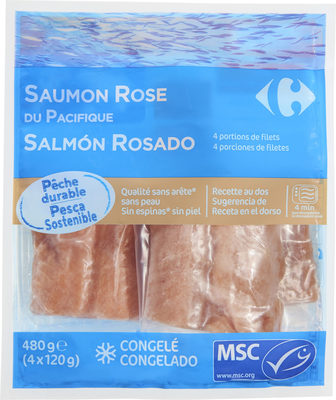 SAUMON ROSE
DU PACIFIQUE
SALMÓN ROSADO
4 portions de filets
4 porciones de filetes
Pêche
durable
Pesca
Sostenible
Qualité sans arête*
sans peau
Sin espinas* sin piel
Recette au dos
Sugerencia de
Receta en el dorso
4 min
480 g e
(4x120g)
CONGELÉ
CONGELADO
MSC
www.msc.org